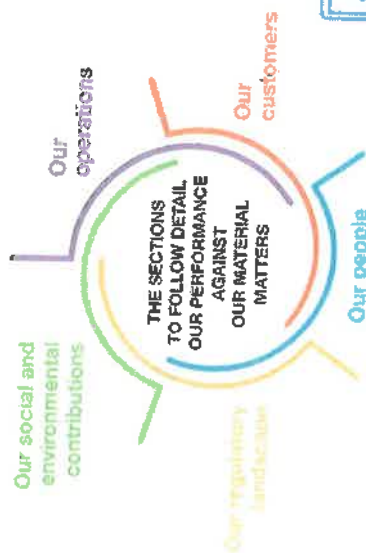 Our social and
environmental
contributions
Our
operations
Our
customers
Our people
Our regulatory
landscape
THE SECTIONS
TO FOLLOW DETAIL
OUR PERFORMANCE
AGAINST
OUR MATERIAL
MATTERS